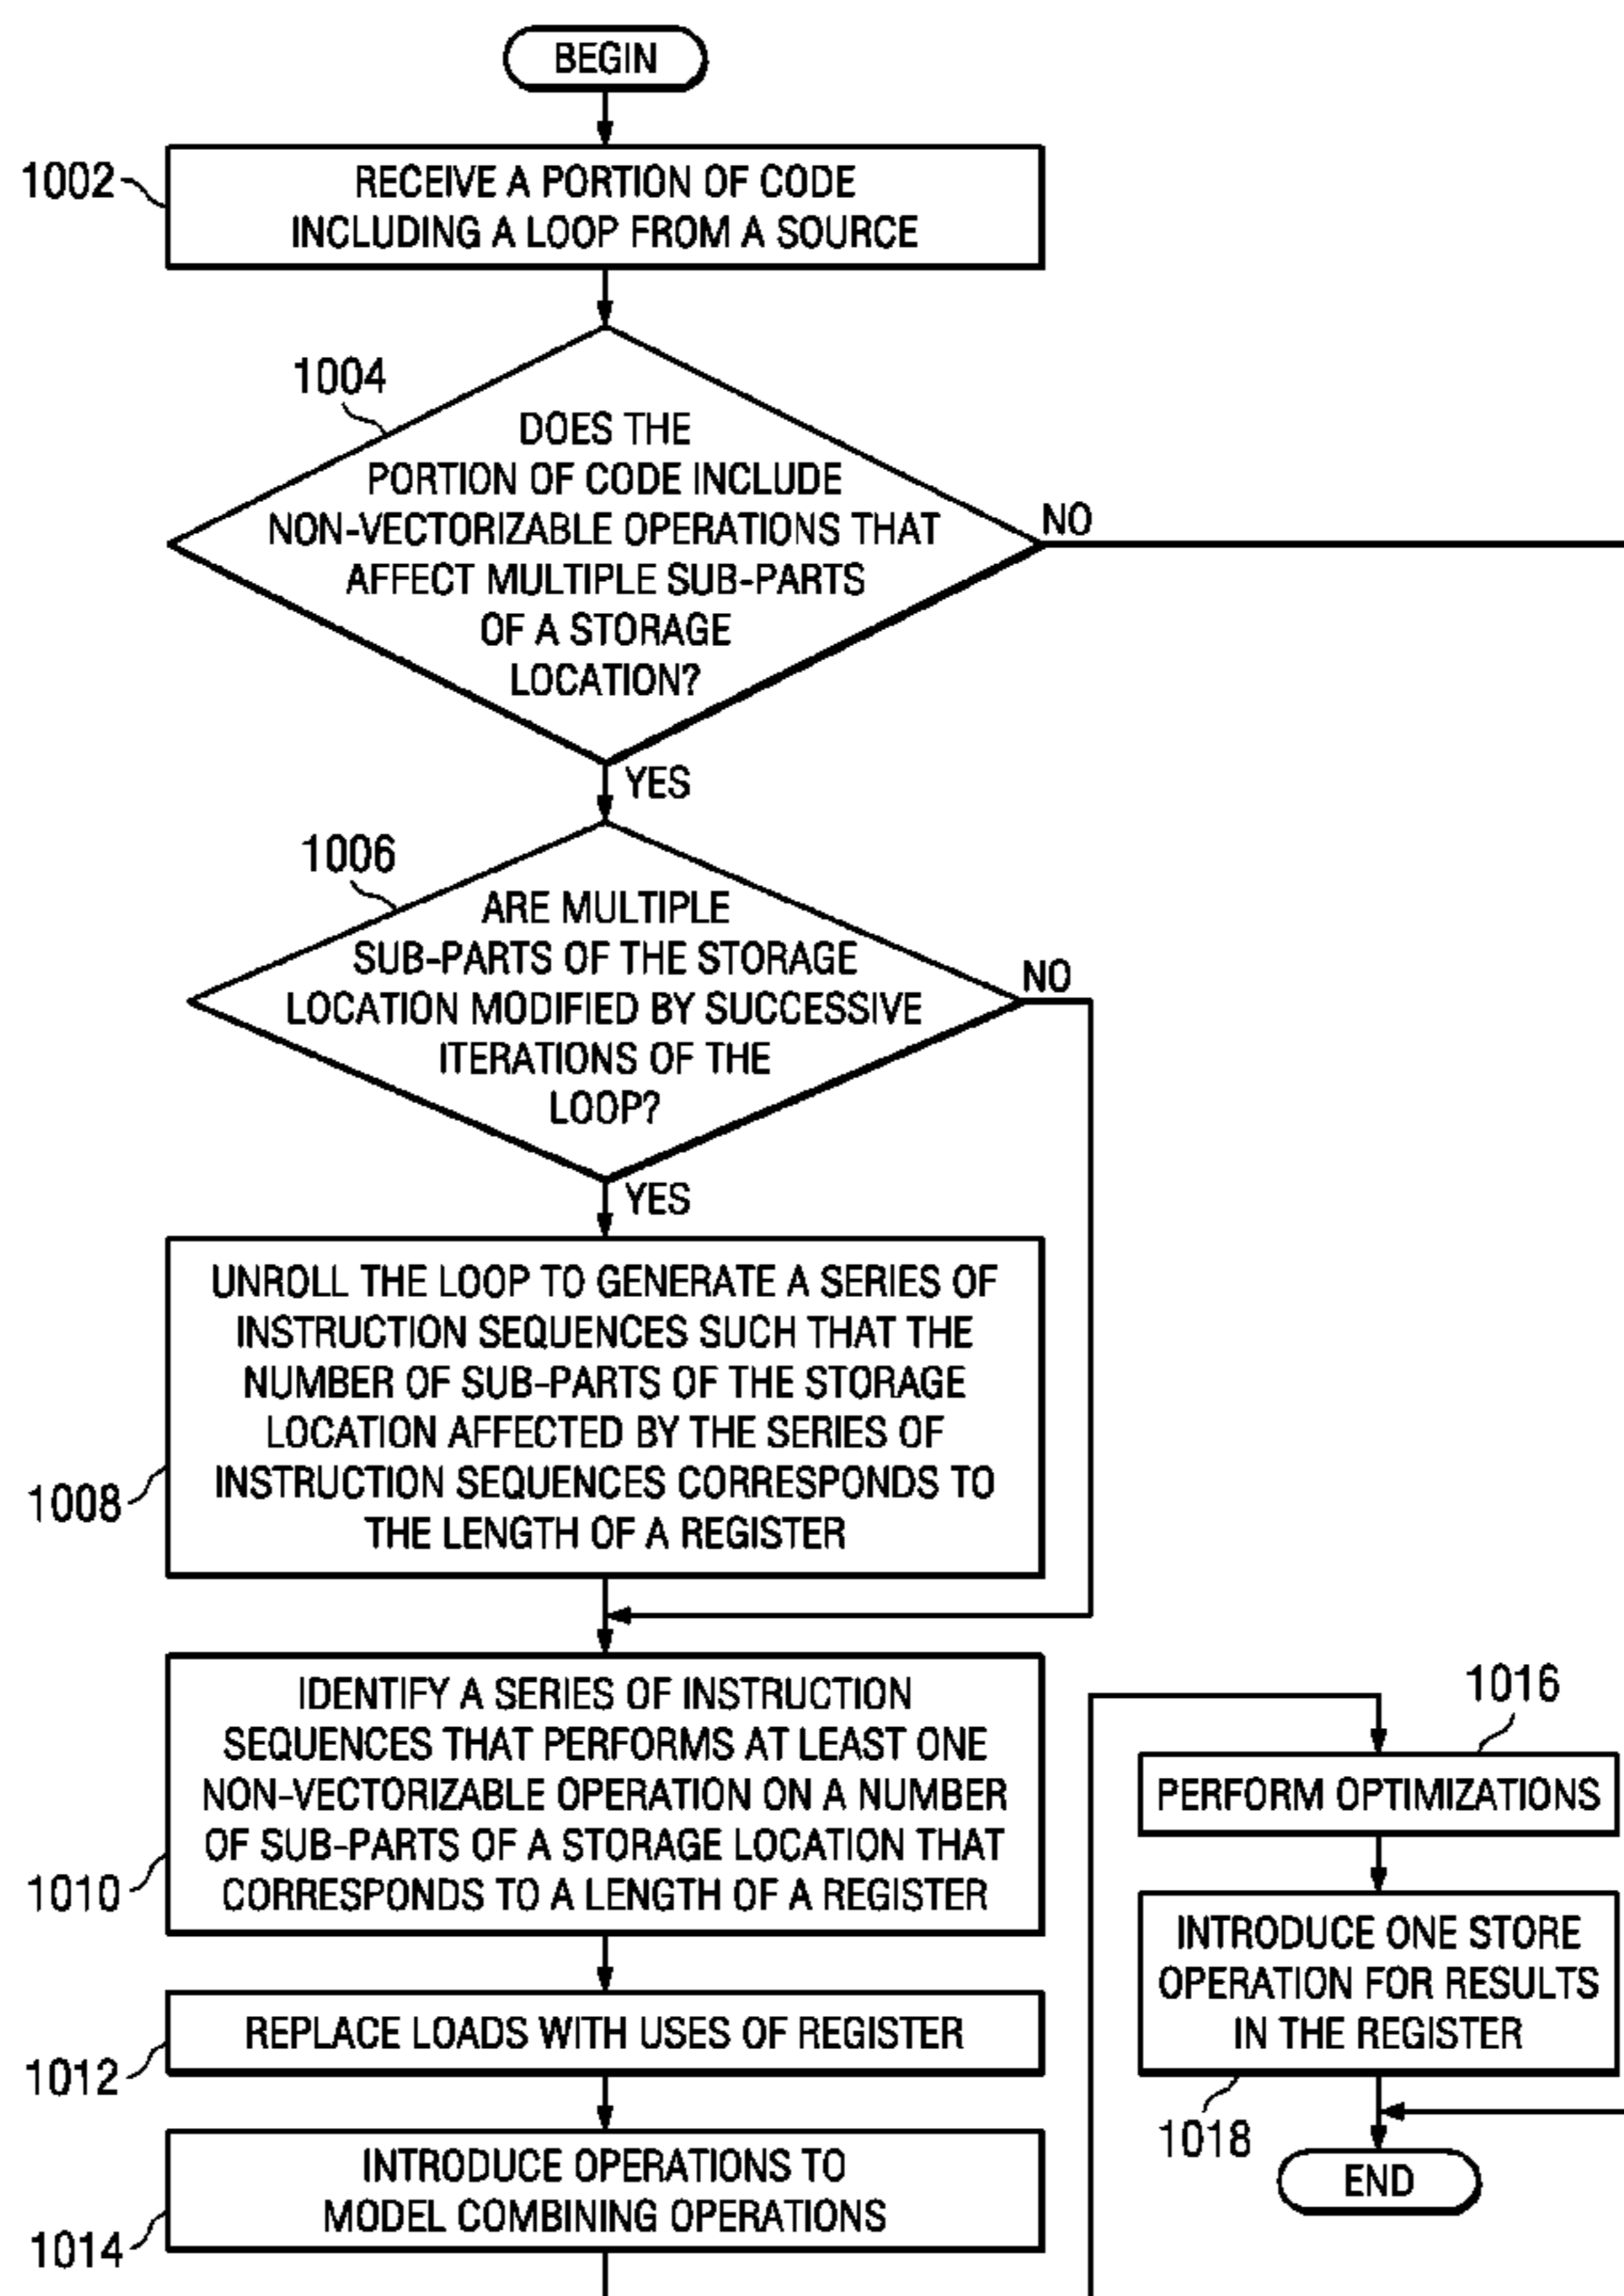 BEGIN
1002
RECEIVE A PORTION OF CODE
INCLUDING A LOOP FROM A SOURCE
1004
DOES THE
PORTION OF CODE INCLUDE
NON-VECTORIZABLE OPERATIONS THAT
AFFECT MULTIPLE SUB-PARTS
OF A STORAGE
LOCATION?
NO
YES
1006
ARE MULTIPLE
SUB-PARTS OF THE STORAGE
LOCATION MODIFIED BY SUCCESSIVE
ITERATIONS OF THE
LOOP?
NO
YES
UNROLL THE LOOP TO GENERATE A SERIES OF
INSTRUCTION SEQUENCES SUCH THAT THE
NUMBER OF SUB-PARTS OF THE STORAGE
LOCATION AFFECTED BY THE SERIES OF
INSTRUCTION SEQUENCES CORRESPONDS TO
THE LENGTH OF A REGISTER
1008
IDENTIFY A SERIES OF INSTRUCTION
SEQUENCES THAT PERFORMS AT LEAST ONE
NON-VECTORIZABLE OPERATION ON A NUMBER
OF SUB-PARTS OF A STORAGE LOCATION THAT
CORRESPONDS TO A LENGTH OF A REGISTER
1010
REPLACE LOADS WITH USES OF REGISTER
1012
INTRODUCE OPERATIONS TO
MODEL COMBINING OPERATIONS
1014
1016
PERFORM OPTIMIZATIONS
INTRODUCE ONE STORE
OPERATION FOR RESULTS
IN THE REGISTER
1018
END